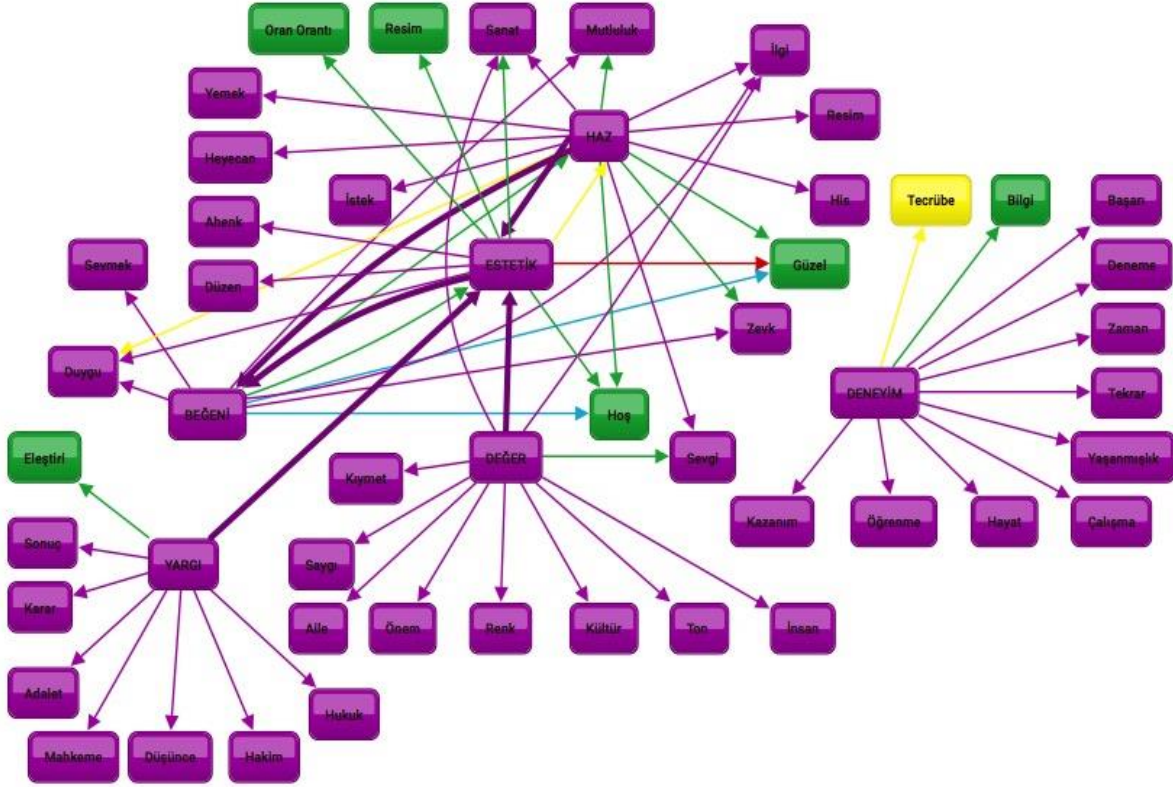 Oran Orantı
Resim
Sanat
Mutluluk
İlgi
Yemek
Resim
HAZ
Heyecan
İstek
His
Tecrübe
Bilgi
Başarı
Ahenk
Sevmek
ESTETİK
Güzel
Deneme
Düzen
Zevk
Zaman
Duygu
BEĞENİ
Hoş
DENEYİM
Tekrar
Eleştiri
Kıymet
DEĞER
Sevgi
Yaşanmışlık
Kazanım
Öğrenme
Hayat
Çalışma
Sonuç
YARGI
Saygı
Karar
Aile
Önem
Renk
Kültür
Ton
İnsan
Adalet
Hukuk
Mahkeme
Düşünce
Hakim